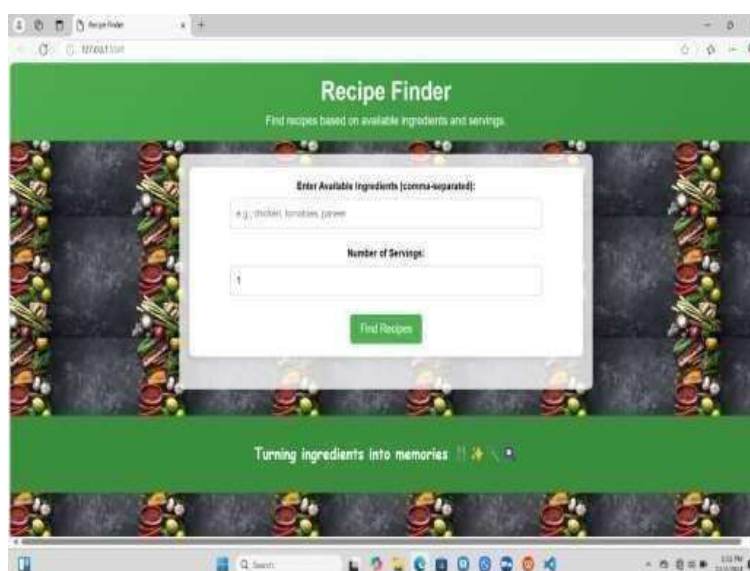 Recipe Finder
Recipe Finder
Find recipes based on available ingredients and servings.
Enter Available Ingredients (comma-separated):
e.g., chicken, tomatoes, paneer
Number of Servings:
1
Find Recipes
Turning ingredients into memories
Search